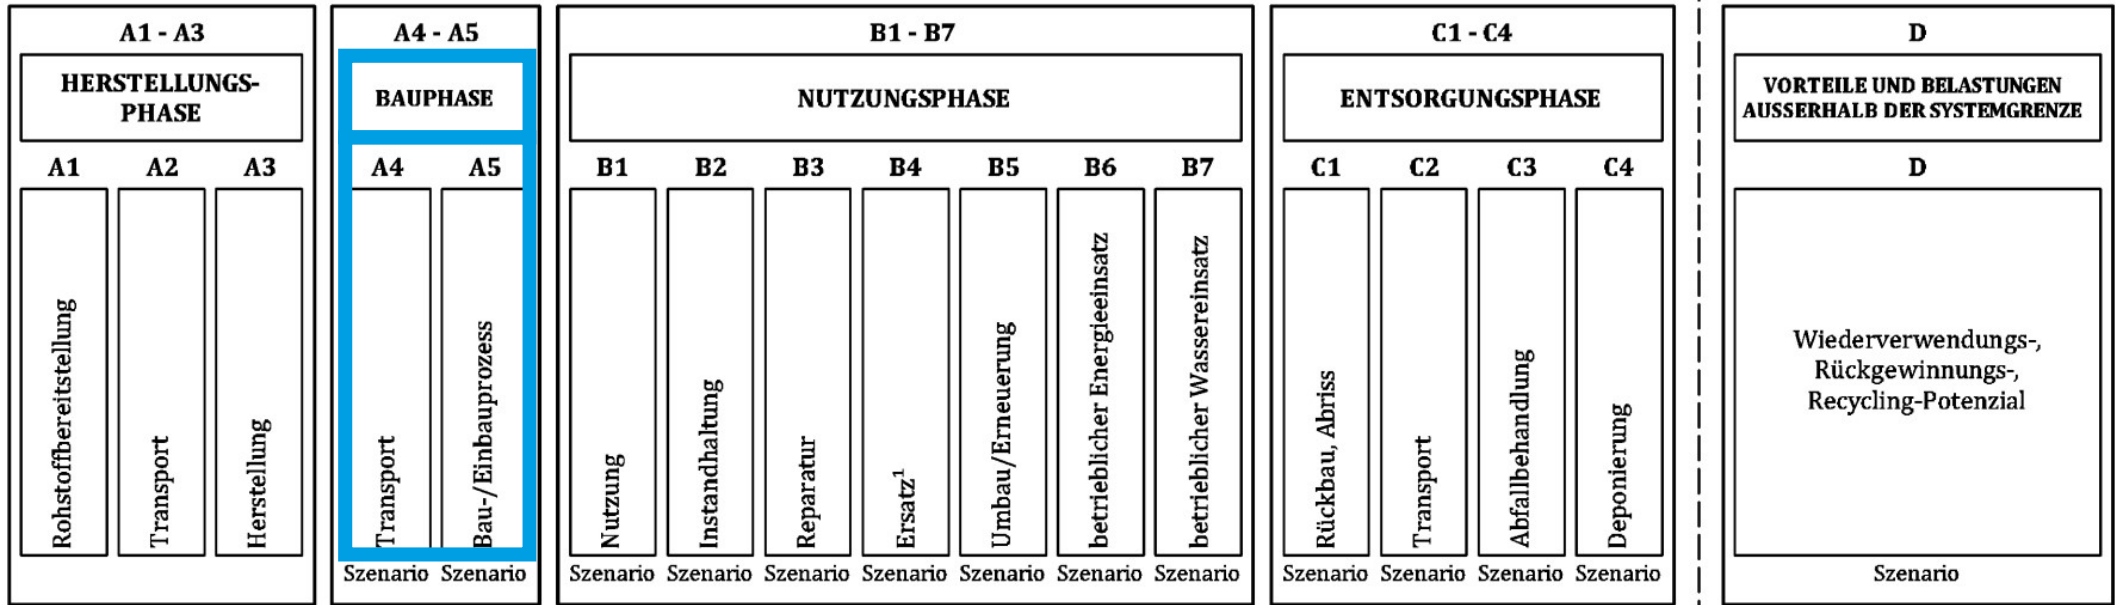 A1 - A3
HERSTELLUNGS-
PHASE
A1
A2
A3
Rohstoffbereitstellung
Transport
Herstellung
A4 - A5
BAUPHASE
A4
A5
Transport
Bau-/Einbauprozess
Szenario
Szenario
B1 - B7
NUTZUNGSPHASE
B1
B2
B3
B4
B5
B6
B7
Nutzung
Instandhaltung
Reparatur
Ersatz¹
Umbau/Erneuerung
betrieblicher Energieeinsatz
betrieblicher Wassereinsatz
Szenario
Szenario
Szenario
Szenario
Szenario
Szenario
Szenario
C1 - C4
ENTSORGUNGSPHASE
C1
C2
C3
C4
Rückbau, Abriss
Transport
Abfallbehandlung
Deponierung
Szenario
Szenario
Szenario
Szenario
D
VORTEILE UND BELASTUNGEN
AUSSERHALB DER SYSTEMGRENZE
D
Wiederverwendungs-,
Rückgewinnungs-,
Recycling-Potenzial
Szenario